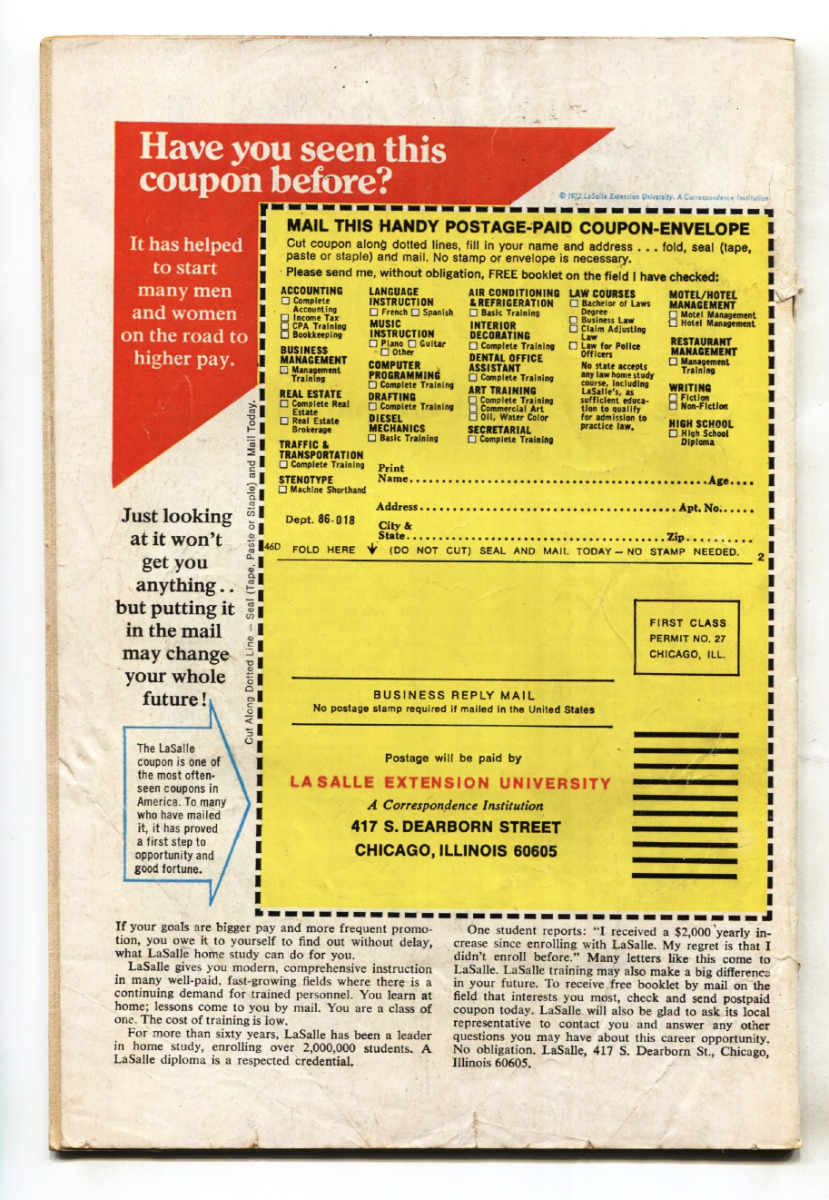 Have you seen this
coupon before?
© 1972 LaSalle Extension University. A Correspondence Institution
It has helped
to start
many men
and women
on the road to
higher pay.
Just looking
at it won't
get you
anything . .
but putting it
in the mail
may change
your whole
future!
The LaSalle
coupon is one of
the most often-
seen coupons in
America. To many
who have mailed
it, it has proved
a first step to
opportunity and
good fortune.
Cut Along Dotted Line — Seal (Tape, Paste or Staple) and Mail Today.
MAIL THIS HANDY POSTAGE-PAID COUPON-ENVELOPE
Cut coupon along dotted lines, fill in your name and address . . . fold, seal (tape,
paste or staple) and mail. No stamp or envelope is necessary.
Please send me, without obligation, FREE booklet on the field I have checked:
ACCOUNTING
Complete
Accounting
Income Tax
CPA Training
Bookkeeping
BUSINESS
MANAGEMENT
Management
Training
REAL ESTATE
Complete Real
Estate
Real Estate
Brokerage
TRAFFIC &
TRANSPORTATION
Complete Training
STENOTYPE
Machine Shorthand
LANGUAGE
INSTRUCTION
French Spanish
MUSIC
INSTRUCTION
Piano Guitar
Other
COMPUTER
PROGRAMMING
Complete Training
DRAFTING
Complete Training
DIESEL
MECHANICS
Basic Training
AIR CONDITIONING
& REFRIGERATION
Basic Training
INTERIOR
DECORATING
Complete Training
DENTAL OFFICE
ASSISTANT
Complete Training
ART TRAINING
Complete Training
Commercial Art
Oil, Water Color
SECRETARIAL
Complete Training
LAW COURSES
Bachelor of Laws
Degree
Business Law
Claim Adjusting
Law
Law for Police
Officers
No state accepts
any law home study
course, including
LaSalle's, as
sufficient educa-
tion to qualify
for admission to
practice law.
MOTEL/HOTEL
MANAGEMENT
Motel Management
Hotel Management
RESTAURANT
MANAGEMENT
Management
Training
WRITING
Fiction
Non-Fiction
HIGH SCHOOL
High School
Diploma
Print
Name.......Age....
Address.......Apt. No......
Dept. 86-018
City &
State.......Zip..........
46D FOLD HERE ↓ (DO NOT CUT) SEAL AND MAIL TODAY — NO STAMP NEEDED. 2
FIRST CLASS
PERMIT NO. 27
CHICAGO, ILL.
BUSINESS REPLY MAIL
No postage stamp required if mailed in the United States
Postage will be paid by
LA SALLE EXTENSION UNIVERSITY
A Correspondence Institution
417 S. DEARBORN STREET
CHICAGO, ILLINOIS 60605
If your goals are bigger pay and more frequent promo-
tion, you owe it to yourself to find out without delay,
what LaSalle home study can do for you.
LaSalle gives you modern, comprehensive instruction
in many well-paid, fast-growing fields where there is a
continuing demand for trained personnel. You learn at
home; lessons come to you by mail. You are a class of
one. The cost of training is low.
For more than sixty years, LaSalle has been a leader
in home study, enrolling over 2,000,000 students. A
LaSalle diploma is a respected credential.
One student reports: "I received a $2,000 yearly in-
crease since enrolling with LaSalle. My regret is that I
didn't enroll before." Many letters like this come to
LaSalle. LaSalle training may also make a big difference
in your future. To receive free booklet by mail on the
field that interests you most, check and send postpaid
coupon today. LaSalle will also be glad to ask its local
representative to contact you and answer any other
questions you may have about this career opportunity.
No obligation. LaSalle, 417 S. Dearborn St., Chicago,
Illinois 60605.